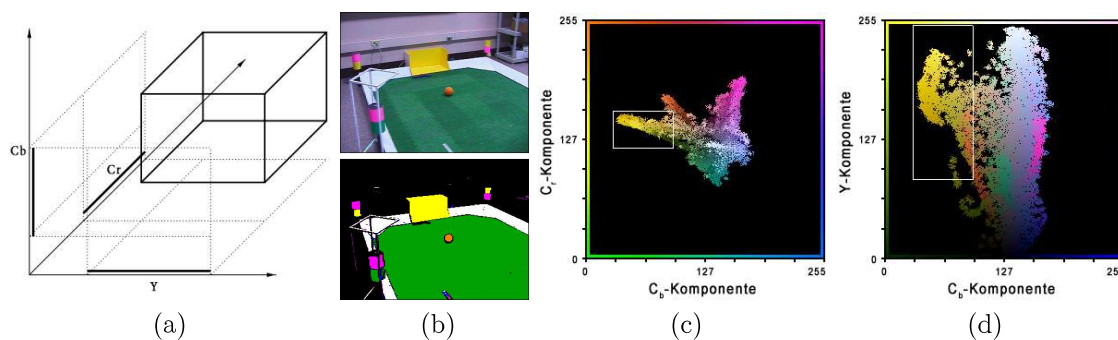 Cb
Cr
Y
(a)
(b)
255
127
0
0
127
255
Cr-Komponente
Cb-Komponente
(c)
255
127
0
0
127
25
Y-Komponente
Cb-Komponente
(d)